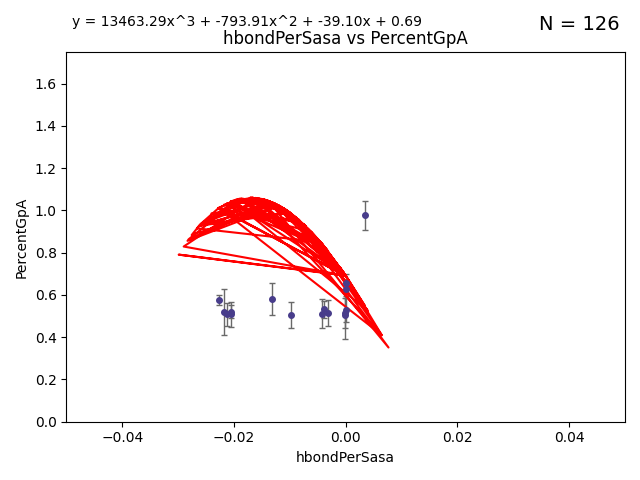 y = 13463.29x^3 + -793.91x^2 + -39.10x + 0.69
N = 126
hbondPerSasa vs PercentGpA
PercentGpA
1.6
1.4
1.2
1.0
0.8
0.6
0.4
0.2
0.0
−0.04 −0.02 0.00 0.02 0.04
hbondPerSasa